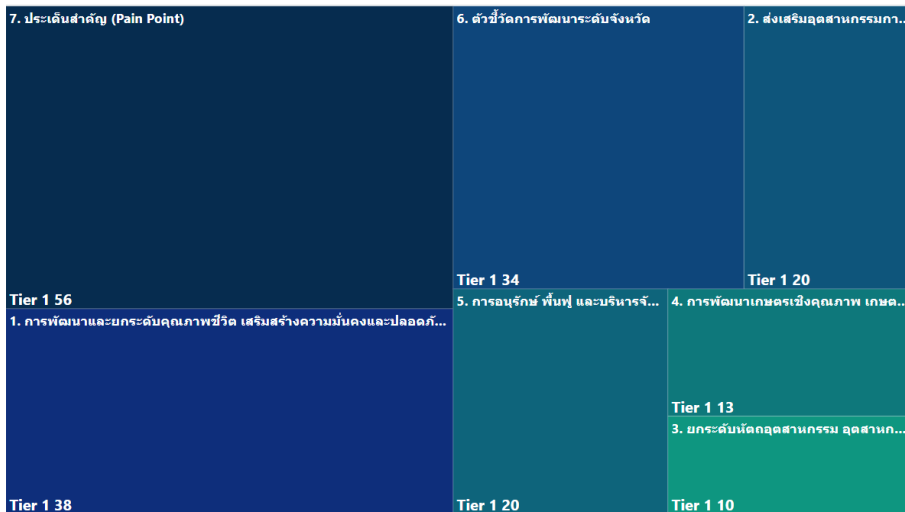 7. ประเด็นสำคัญ (Pain Point)
Tier 1 56
1. การพัฒนาและยกระดับคุณภาพชีวิต เสริมสร้างความมั่นคงและปลอดภั...
Tier 1 38
6. ตัวชี้วัดการพัฒนาระดับจังหวัด
Tier 1 34
2. ส่งเสริมอุตสาหกรรมกา...
Tier 1 20
5. การอนุรักษ์ ฟื้นฟู และบริหารจั...
Tier 1 20
4. การพัฒนาเกษตรเชิงคุณภาพ เกษต...
Tier 1 13
3. ยกระดับหัตถอุตสาหกรรม อุตสาหก...
Tier 1 10